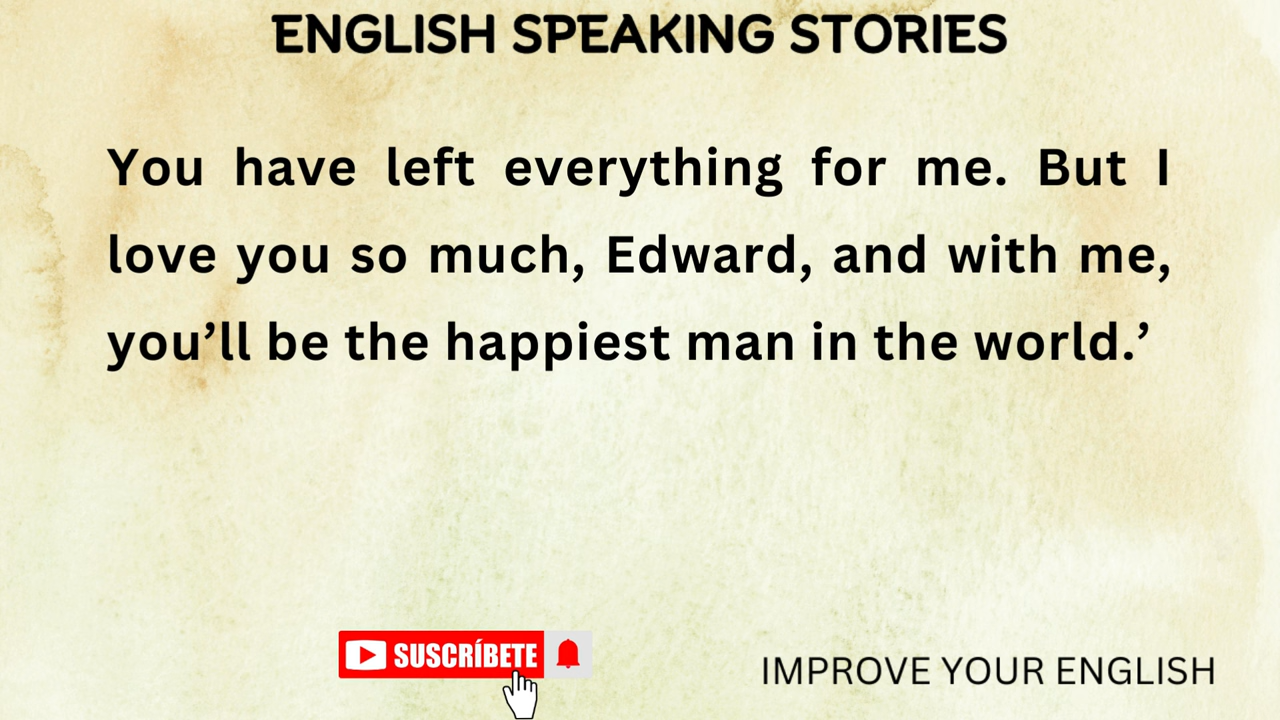 ENGLISH SPEAKING STORIES
You have left everything for me. But I
love you so much, Edward, and with me,
you’ll be the happiest man in the world.’
SUSCRÍBETE
IMPROVE YOUR ENGLISH